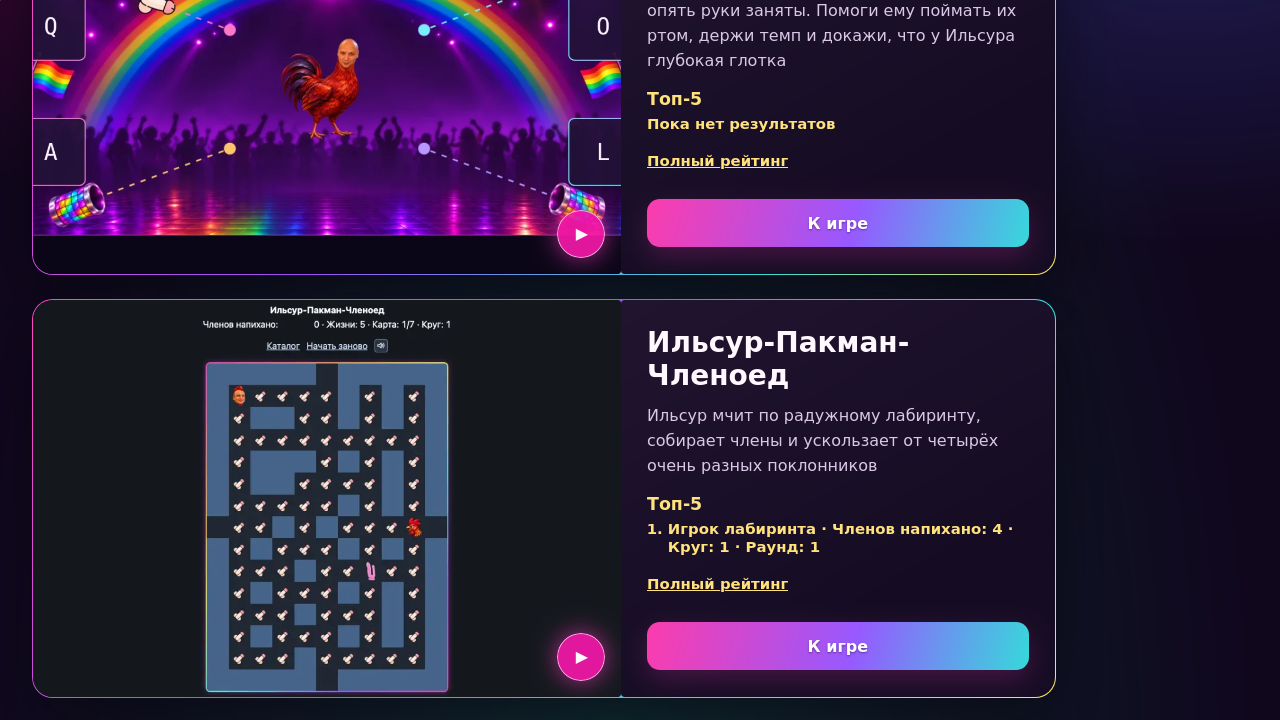 Q
O
A
L
опять руки заняты. Помоги ему поймать их
ртом, держи темп и докажи, что у Ильсура
глубокая глотка
Топ-5
Пока нет результатов
Полный рейтинг
К игре
Ильсур-Пакман-Членоед
Членов напихано: 0 · Жизни: 5 · Карта: 1/7 · Круг: 1
Каталог Начать заново
Ильсур-Пакман-
Членоед
Ильсур мчит по радужному лабиринту,
собирает члены и ускользает от четырёх
очень разных поклонников
Топ-5
1. Игрок лабиринта · Членов напихано: 4 ·
Круг: 1 · Раунд: 1
Полный рейтинг
К игре